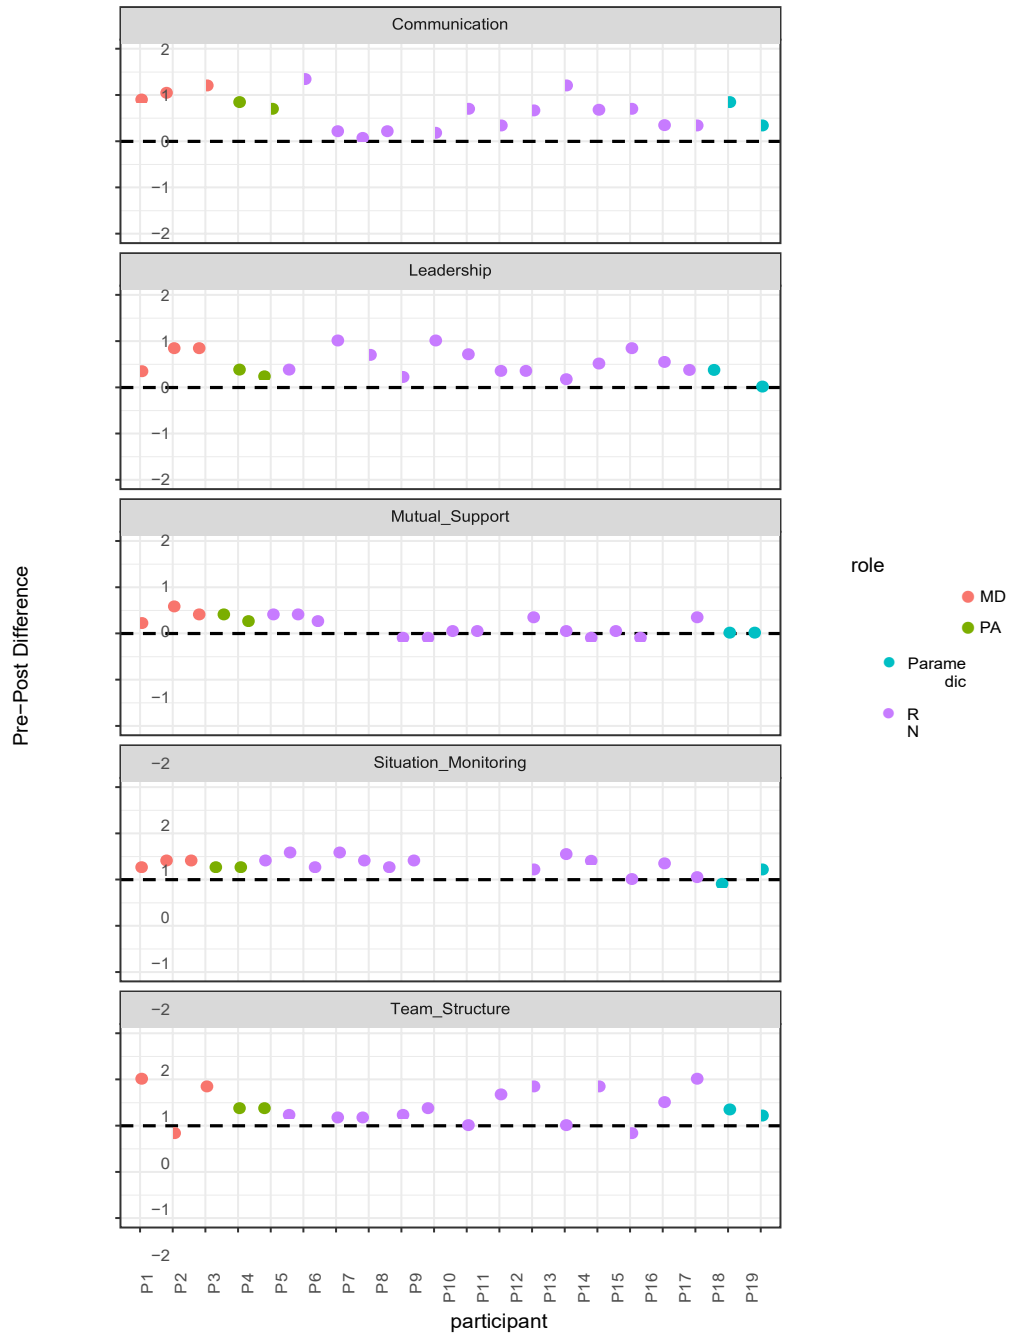 Communication
2
1
0
−1
−2
Leadership
2
1
0
−1
−2
Mutual_Support
2
1
0
−1
−2
Situation_Monitoring
2
1
0
−1
−2
Team_Structure
2
1
0
−1
−2
Pre−Post Difference
P1 P2 P3 P4 P5 P6 P7 P8 P9 P10 P11 P12 P13 P14 P15 P16 P17 P18 P19
participant
role
MD
PA
Parame
dic
R
N